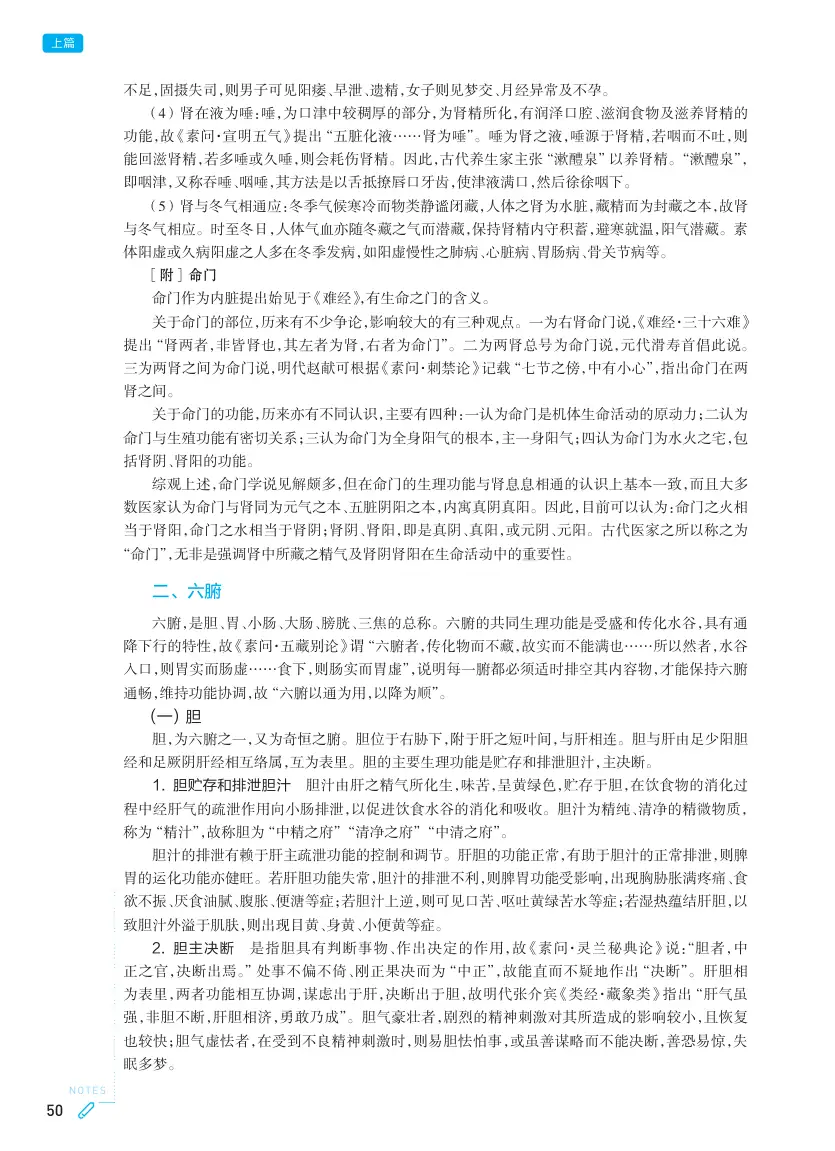 上篇
不足,固摄失司,则男子可见阳痿、早泄、遗精,女子则见梦交、月经异常及不孕。
（4）肾在液为唾:唾,为口津中较稠厚的部分,为肾精所化,有润泽口腔、滋润食物及滋养肾精的
功能,故《素问·宣明五气》提出“五脏化液……肾为唾”。唾为肾之液,唾源于肾精,若咽而不吐,则
能回滋肾精,若多唾或久唾,则会耗伤肾精。因此,古代养生家主张“漱醴泉”以养肾精。“漱醴泉”,
即咽津,又称吞唾、咽唾,其方法是以舌抵撩唇口牙齿,使津液满口,然后徐徐咽下。
（5）肾与冬气相通应:冬季气候寒冷而物类静谧闭藏,人体之肾为水脏,藏精而为封藏之本,故肾
与冬气相应。时至冬日,人体气血亦随冬藏之气而潜藏,保持肾精内守积蓄,避寒就温,阳气潜藏。素
体阳虚或久病阳虚之人多在冬季发病,如阳虚慢性之肺病、心脏病、胃肠病、骨关节病等。
［附］命门
命门作为内脏提出始见于《难经》,有生命之门的含义。
关于命门的部位,历来有不少争论,影响较大的有三种观点。一为右肾命门说,《难经·三十六难》
提出“肾两者,非皆肾也,其左者为肾,右者为命门”。二为两肾总号为命门说,元代滑寿首倡此说。
三为两肾之间为命门说,明代赵献可根据《素问·刺禁论》记载“七节之傍,中有小心”,指出命门在两
肾之间。
关于命门的功能,历来亦有不同认识,主要有四种:一认为命门是机体生命活动的原动力;二认为
命门与生殖功能有密切关系;三认为命门为全身阳气的根本,主一身阳气;四认为命门为水火之宅,包
括肾阴、肾阳的功能。
综观上述,命门学说见解颇多,但在命门的生理功能与肾息息相通的认识上基本一致,而且大多
数医家认为命门与肾同为元气之本、五脏阴阳之本,内寓真阴真阳。因此,目前可以认为:命门之火相
当于肾阳,命门之水相当于肾阴;肾阴、肾阳,即是真阴、真阳,或元阴、元阳。古代医家之所以称之为
“命门”,无非是强调肾中所藏之精气及肾阴肾阳在生命活动中的重要性。
二、六腑
六腑,是胆、胃、小肠、大肠、膀胱、三焦的总称。六腑的共同生理功能是受盛和传化水谷,具有通
降下行的特性,故《素问·五藏别论》谓“六腑者,传化物而不藏,故实而不能满也……所以然者,水谷
入口,则胃实而肠虚……食下,则肠实而胃虚”,说明每一腑都必须适时排空其内容物,才能保持六腑
通畅,维持功能协调,故“六腑以通为用,以降为顺”。
（一）胆
胆,为六腑之一,又为奇恒之腑。胆位于右胁下,附于肝之短叶间,与肝相连。胆与肝由足少阳胆
经和足厥阴肝经相互络属,互为表里。胆的主要生理功能是贮存和排泄胆汁,主决断。
1. 胆贮存和排泄胆汁 胆汁由肝之精气所化生,味苦,呈黄绿色,贮存于胆,在饮食物的消化过
程中经肝气的疏泄作用向小肠排泄,以促进饮食水谷的消化和吸收。胆汁为精纯、清净的精微物质,
称为“精汁”,故称胆为“中精之府”“清净之府”“中清之府”。
胆汁的排泄有赖于肝主疏泄功能的控制和调节。肝胆的功能正常,有助于胆汁的正常排泄,则脾
胃的运化功能亦健旺。若肝胆功能失常,胆汁的排泄不利,则脾胃功能受影响,出现胸胁胀满疼痛、食
欲不振、厌食油腻、腹胀、便溏等症;若胆汁上逆,则可见口苦、呕吐黄绿苦水等症;若湿热蕴结肝胆,以
致胆汁外溢于肌肤,则出现目黄、身黄、小便黄等症。
2. 胆主决断 是指胆具有判断事物、作出决定的作用,故《素问·灵兰秘典论》说:“胆者,中
正之官,决断出焉。”处事不偏不倚、刚正果决而为“中正”,故能直而不疑地作出“决断”。肝胆相
为表里,两者功能相互协调,谋虑出于肝,决断出于胆,故明代张介宾《类经·藏象类》指出“肝气虽
强,非胆不断,肝胆相济,勇敢乃成”。胆气豪壮者,剧烈的精神刺激对其所造成的影响较小,且恢复
也较快;胆气虚怯者,在受到不良精神刺激时,则易胆怯怕事,或虽善谋略而不能决断,善恐易惊,失
眠多梦。
NOTES
50